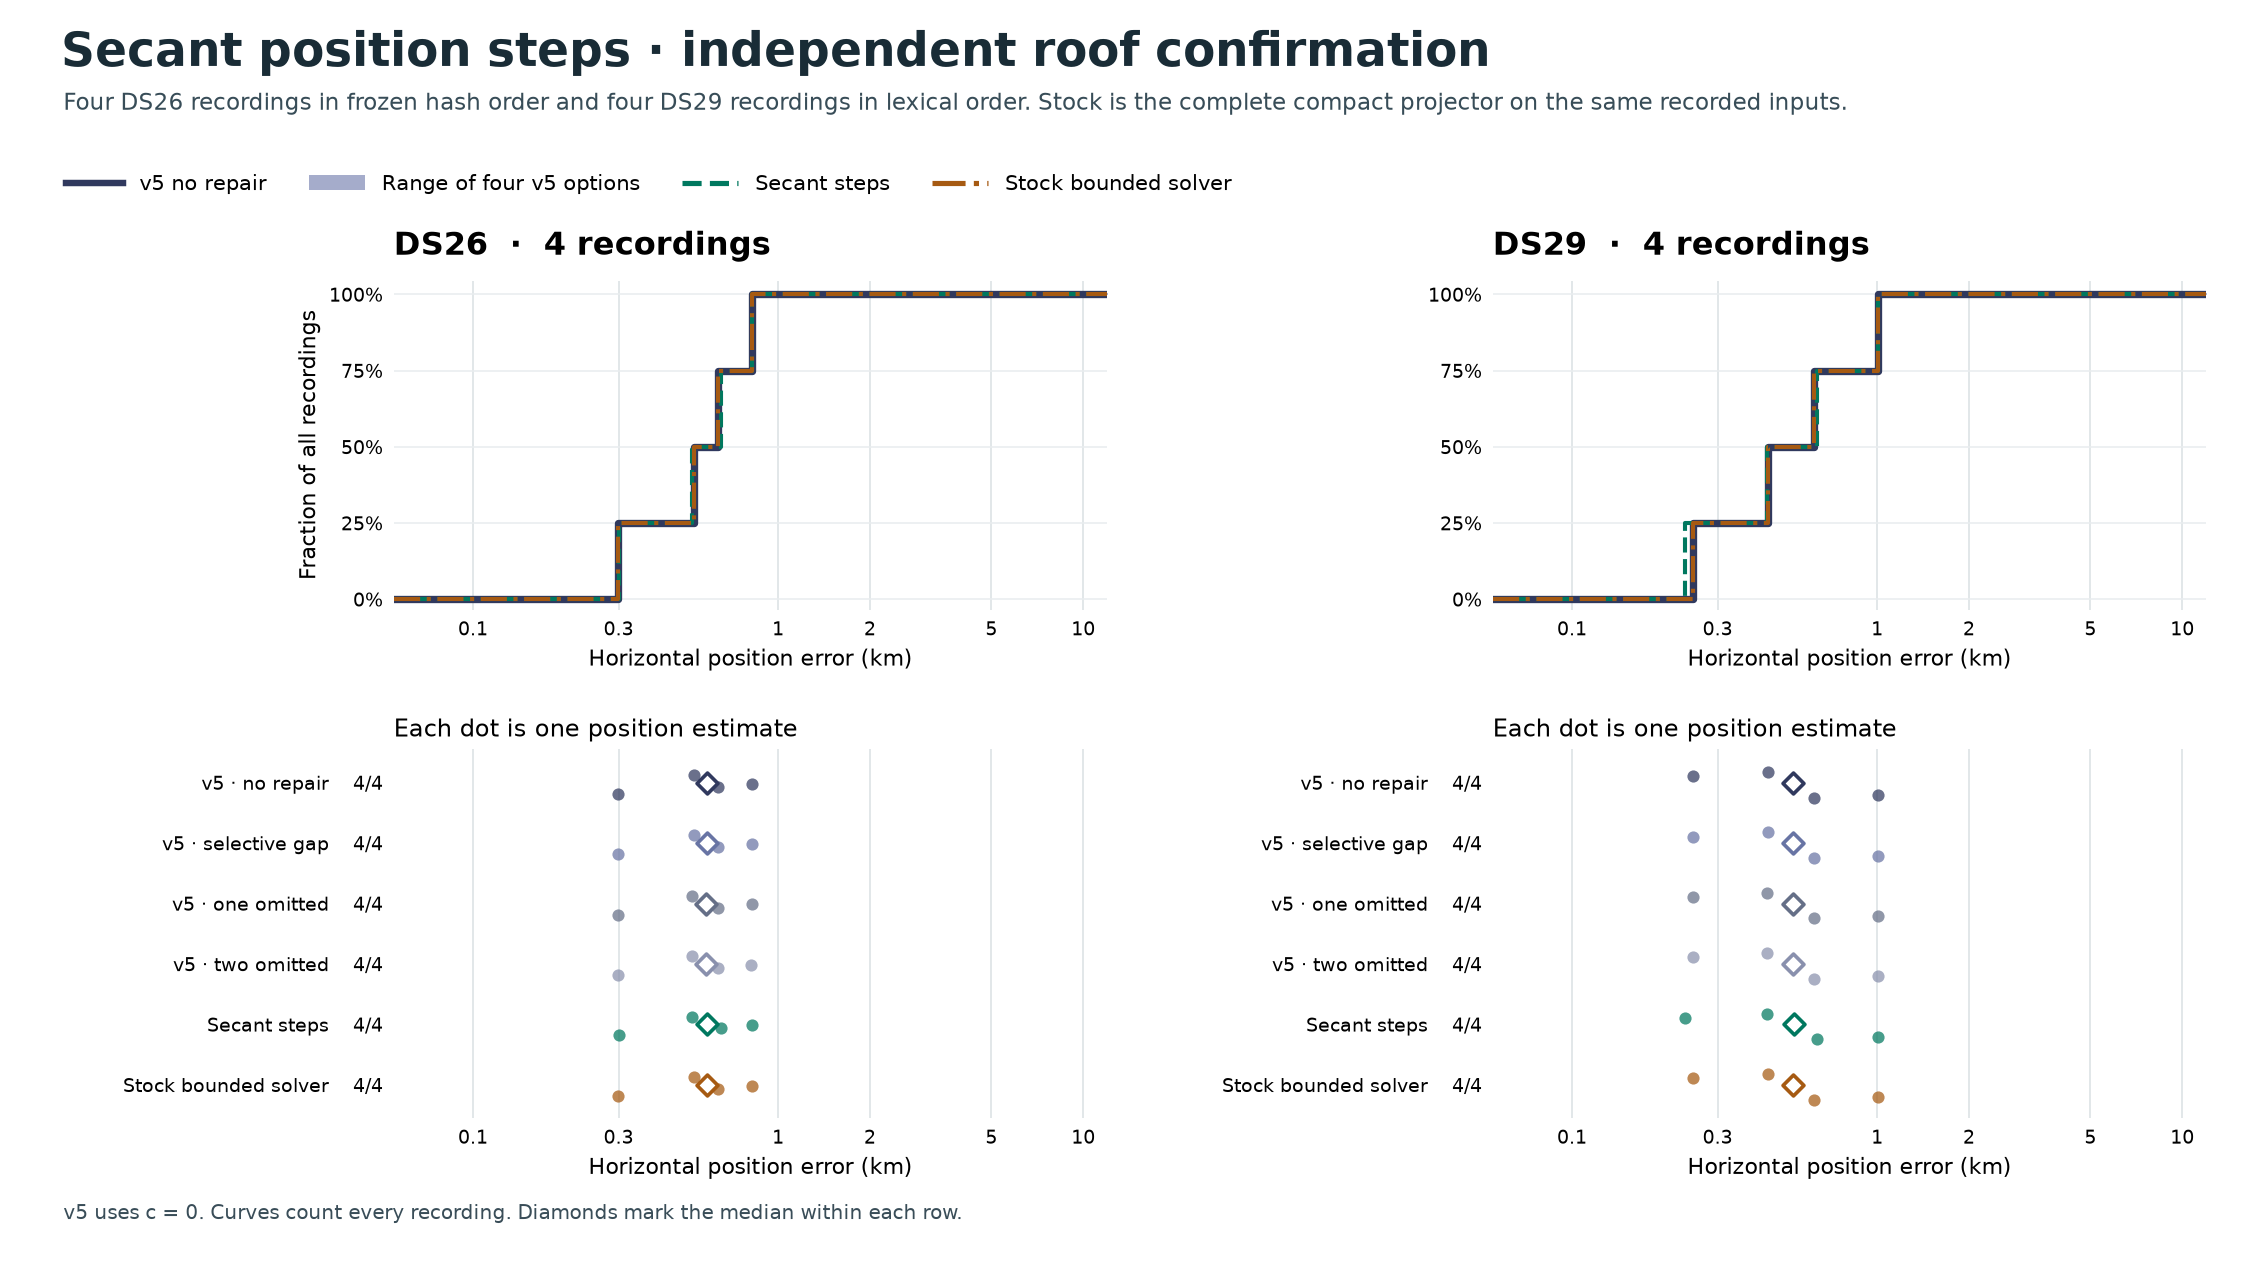 Secant position steps · independent roof confirmation
Four DS26 recordings in frozen hash order and four DS29 recordings in lexical order. Stock is the complete compact projector on the same recorded inputs.
v5 no repair
Range of four v5 options
Secant steps
Stock bounded solver
DS26 · 4 recordings
Fraction of all recordings
100%
75%
50%
25%
0%
0.1 0.3 1 2 5 10
Horizontal position error (km)
DS29 · 4 recordings
100%
75%
50%
25%
0%
0.1 0.3 1 2 5 10
Horizontal position error (km)
Each dot is one position estimate
v5 · no repair 4/4
v5 · selective gap 4/4
v5 · one omitted 4/4
v5 · two omitted 4/4
Secant steps 4/4
Stock bounded solver 4/4
0.1 0.3 1 2 5 10
Horizontal position error (km)
Each dot is one position estimate
v5 · no repair 4/4
v5 · selective gap 4/4
v5 · one omitted 4/4
v5 · two omitted 4/4
Secant steps 4/4
Stock bounded solver 4/4
0.1 0.3 1 2 5 10
Horizontal position error (km)
v5 uses c = 0. Curves count every recording. Diamonds mark the median within each row.